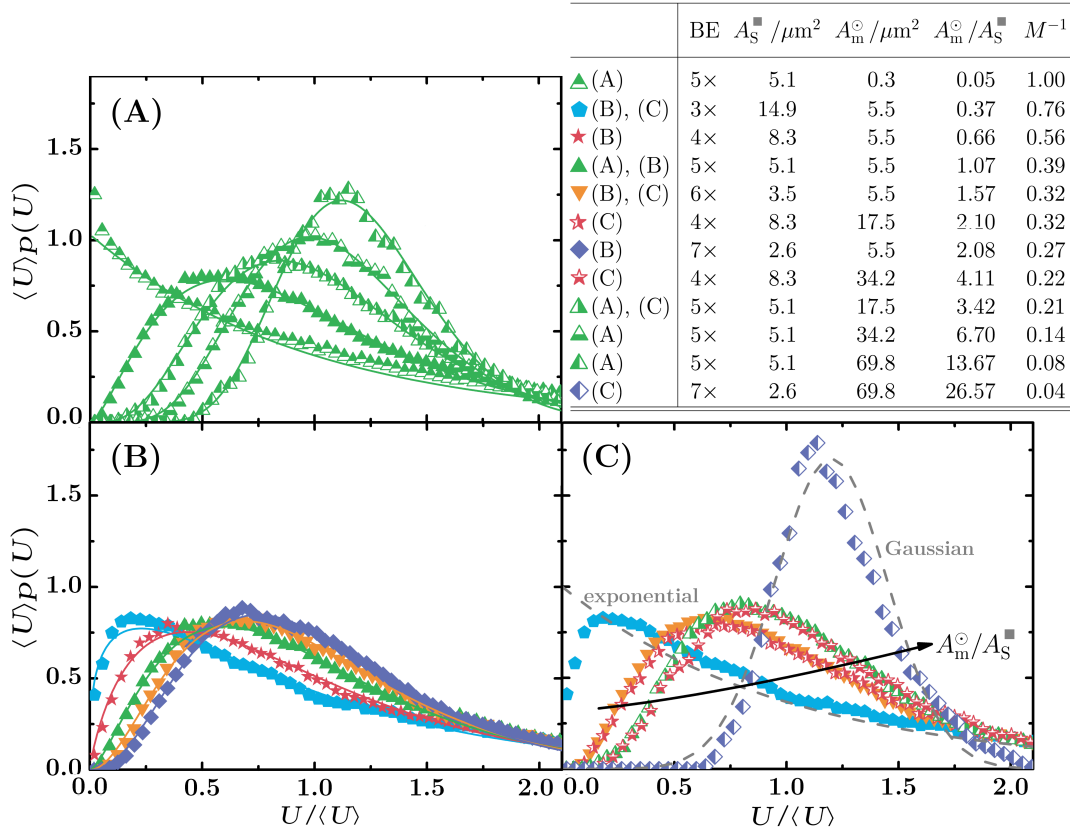 BE A_S^■ /μm² A_m^⊙ /μm² A_m^⊙/A_S^■ M⁻¹
(A) 5× 5.1 0.3 0.05 1.00
(B), (C) 3× 14.9 5.5 0.37 0.76
(B) 4× 8.3 5.5 0.66 0.56
(A), (B) 5× 5.1 5.5 1.07 0.39
(B), (C) 6× 3.5 5.5 1.57 0.32
(C) 4× 8.3 17.5 2.10 0.32
(B) 7× 2.6 5.5 2.08 0.27
(C) 4× 8.3 34.2 4.11 0.22
(A), (C) 5× 5.1 17.5 3.42 0.21
(A) 5× 5.1 34.2 6.70 0.14
(A) 5× 5.1 69.8 13.67 0.08
(C) 7× 2.6 69.8 26.57 0.04
(A)
1.5
1.0
0.5
0.0
⟨U⟩p(U)
(B)
1.5
1.0
0.5
0.0
⟨U⟩p(U)
0.0 0.5 1.0 1.5 2.0
U/⟨U⟩
(C)
Gaussian
exponential
A_m^⊙/A_S^■
0.0 0.5 1.0 1.5 2.0
U/⟨U⟩